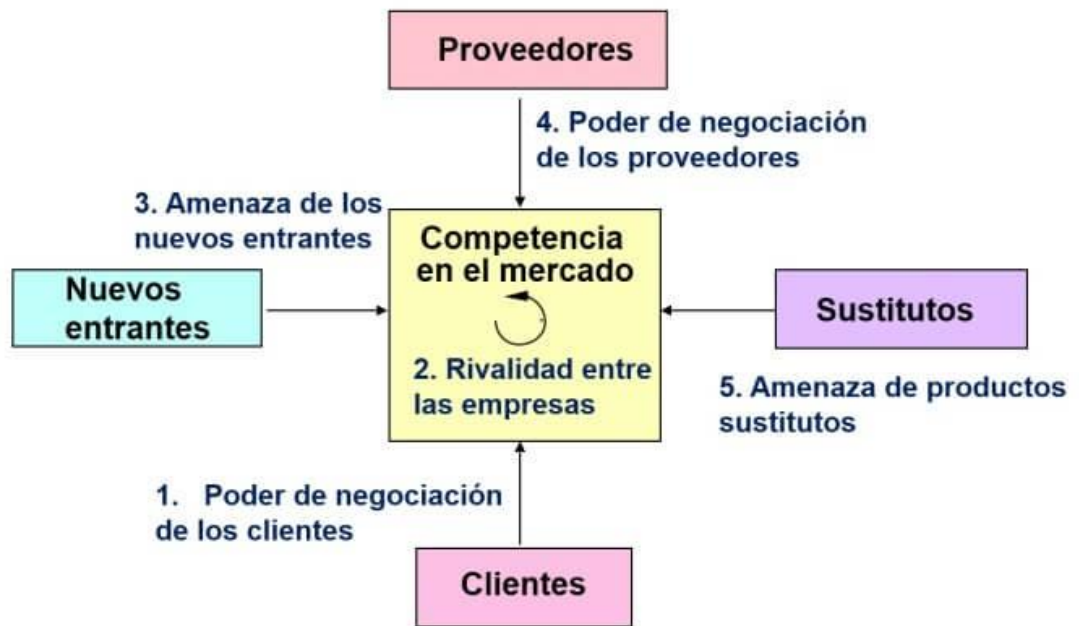 Proveedores
4. Poder de negociación
de los proveedores
3. Amenaza de los
nuevos entrantes
Competencia
en el mercado
Nuevos
entrantes
Sustitutos
2. Rivalidad entre
las empresas
5. Amenaza de productos
sustitutos
1. Poder de negociación
de los clientes
Clientes